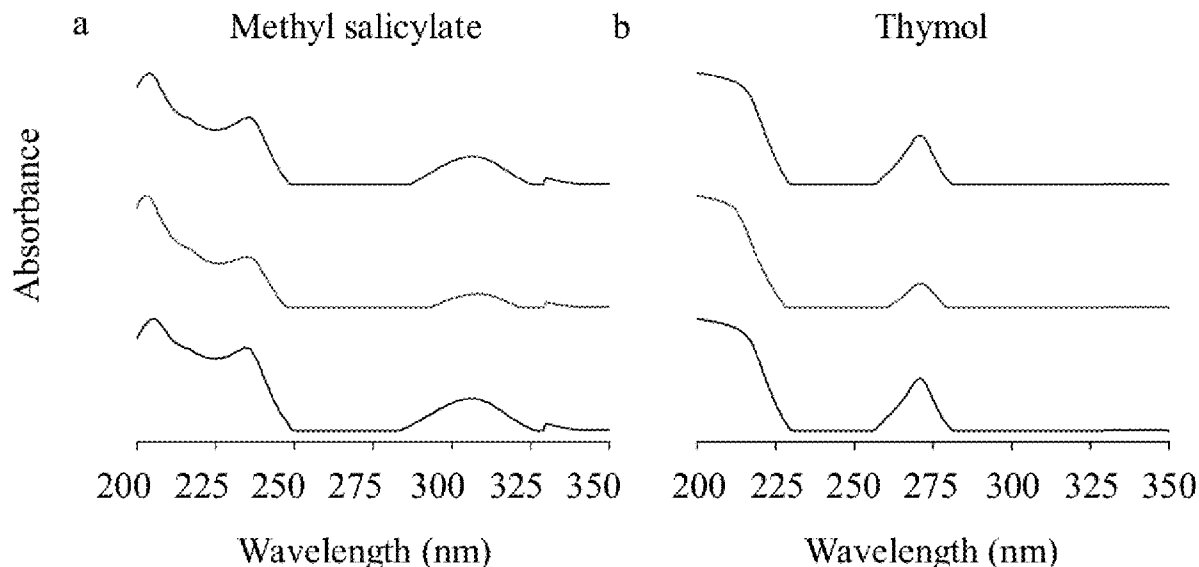 a Methyl salicylate b Thymol
Absorbance
200 225 250 275 300 325 350 200 225 250 275 300 325 350
Wavelength (nm) Wavelength (nm)